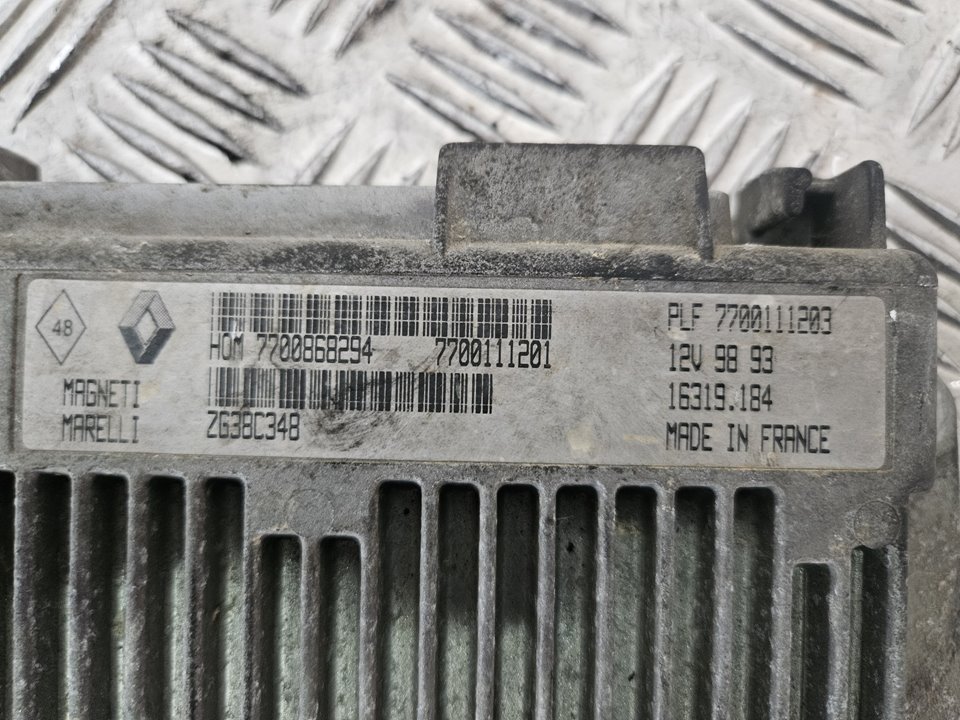 48
HOM 7700868294 7700111201
MAGNETI
MARELLI
ZG38C348
PLF 7700111203
12V 98 93
16319.184
MADE IN FRANCE